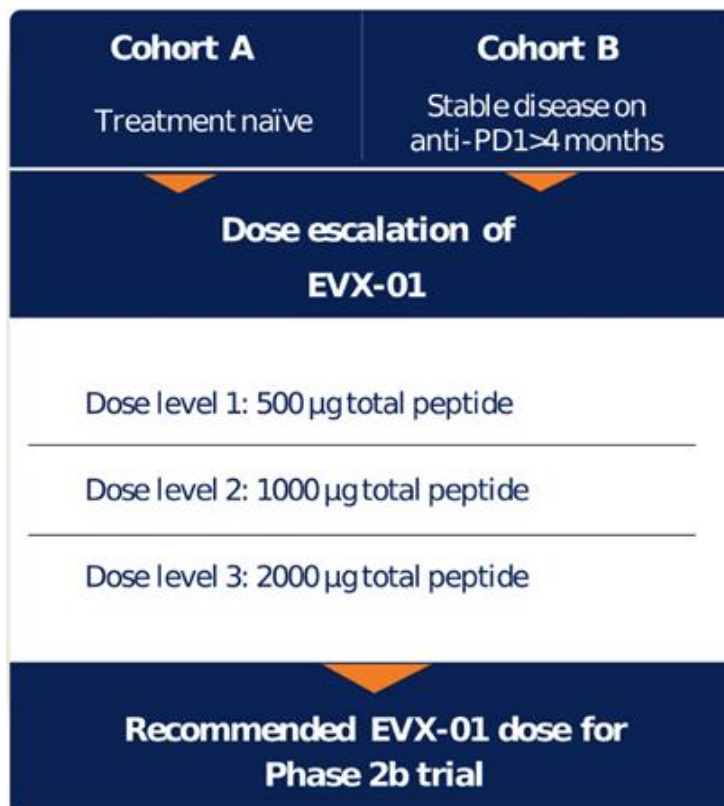 Cohort A
Treatment naïve
Cohort B
Stable disease on
anti-PD1>4 months
Dose escalation of
EVX-01
Dose level 1: 500 µg total peptide
Dose level 2: 1000 µg total peptide
Dose level 3: 2000 µg total peptide
Recommended EVX-01 dose for
Phase 2b trial